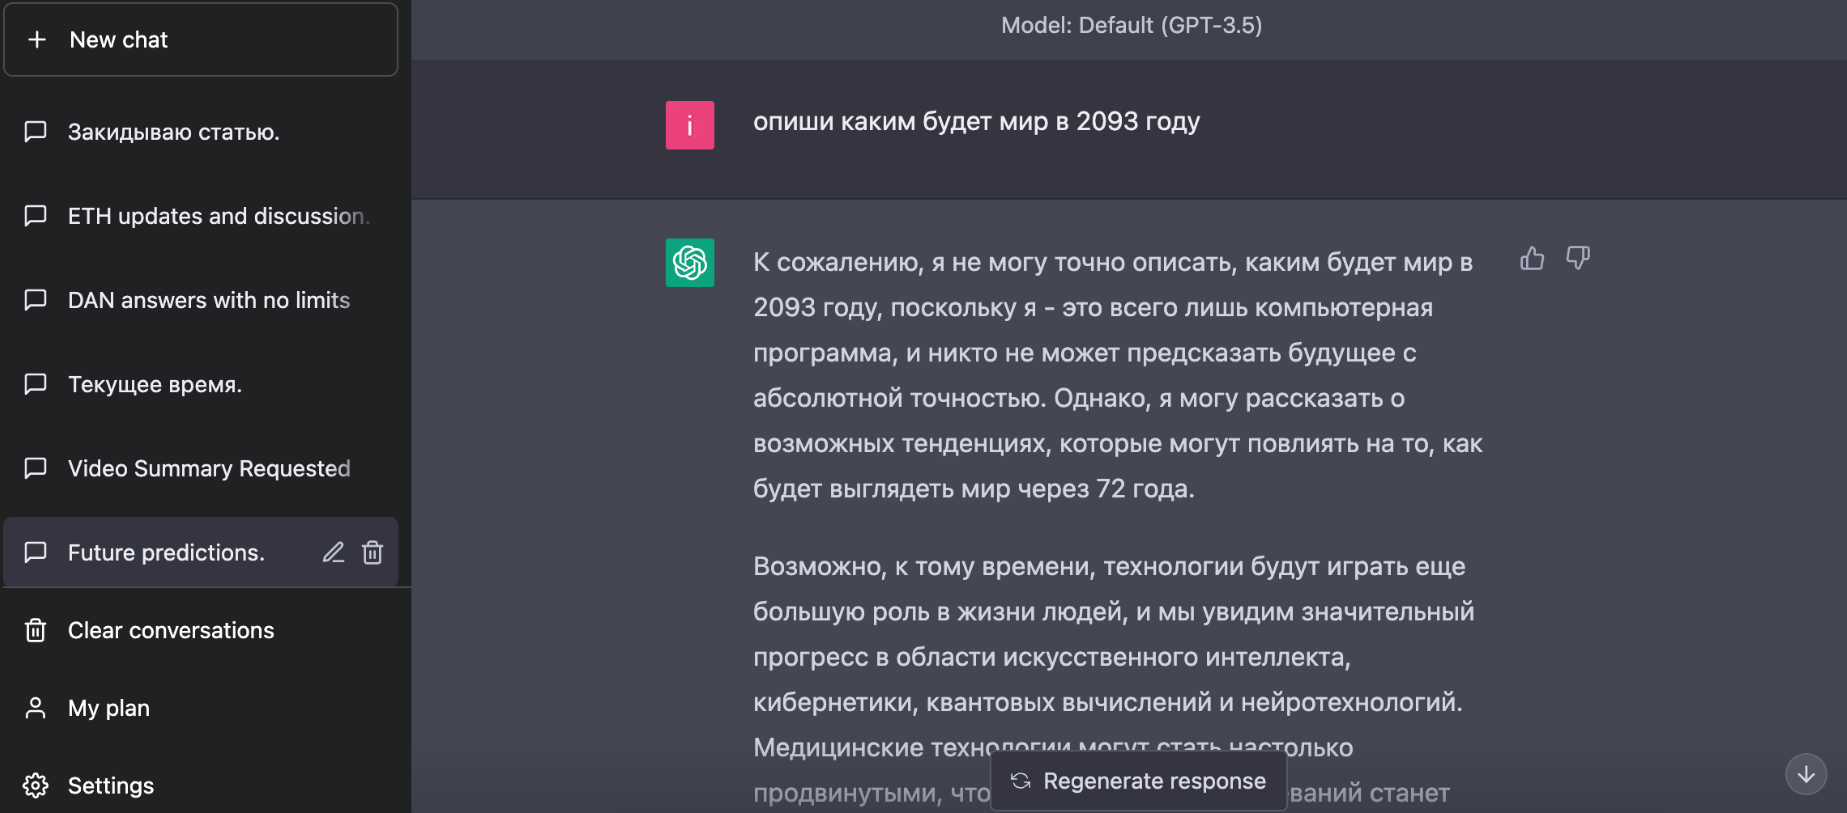 New chat
Закидываю статью.
ETH updates and discussion.
DAN answers with no limits
Текущее время.
Video Summary Requested
Future predictions.
Clear conversations
My plan
Settings
Model: Default (GPT-3.5)
i
опиши каким будет мир в 2093 году
К сожалению, я не могу точно описать, каким будет мир в
2093 году, поскольку я - это всего лишь компьютерная
программа, и никто не может предсказать будущее с
абсолютной точностью. Однако, я могу рассказать о
возможных тенденциях, которые могут повлиять на то, как
будет выглядеть мир через 72 года.
Возможно, к тому времени, технологии будут играть еще
большую роль в жизни людей, и мы увидим значительный
прогресс в области искусственного интеллекта,
кибернетики, квантовых вычислений и нейротехнологий.
Медицинские технологии могут стать настолько
продвинутыми, что
станет
Regenerate response